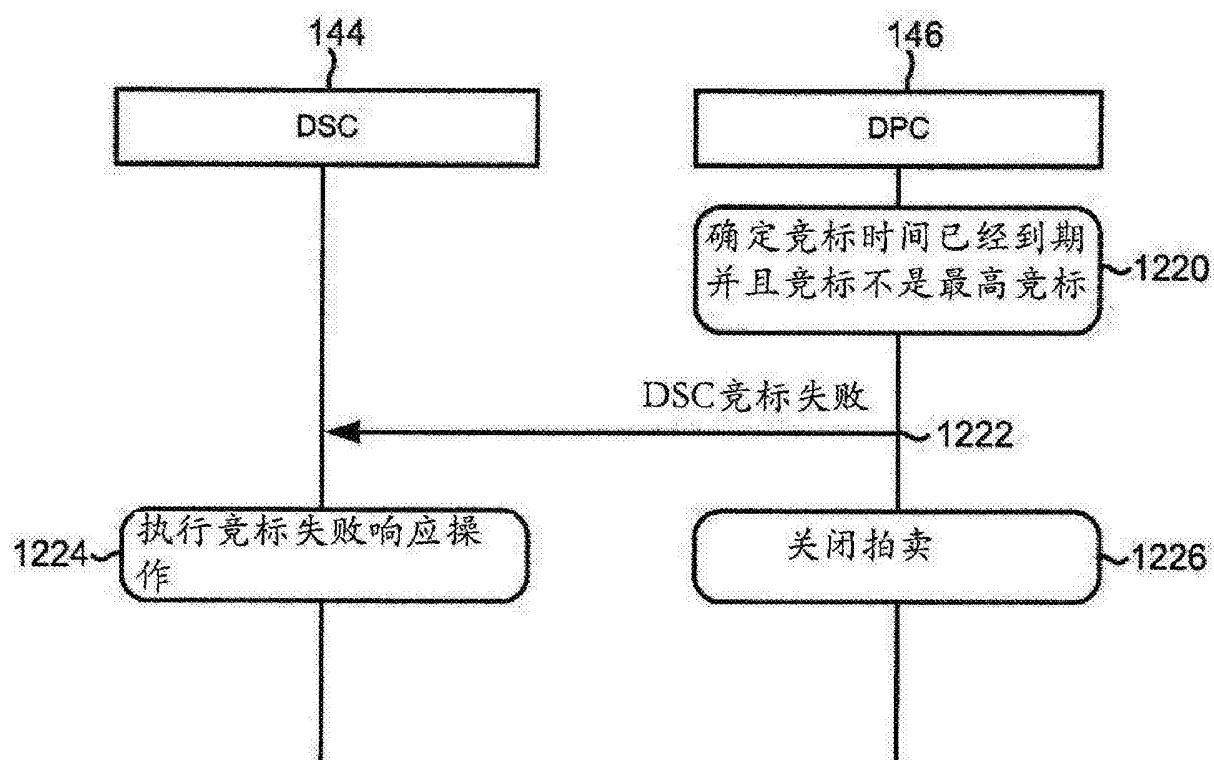 144
146
DSC
DPC
确定竞标时间已经到期
并且竞标不是最高竞标
1220
DSC竞标失败
1222
1224
执行竞标失败响应操
作
关闭拍卖
1226